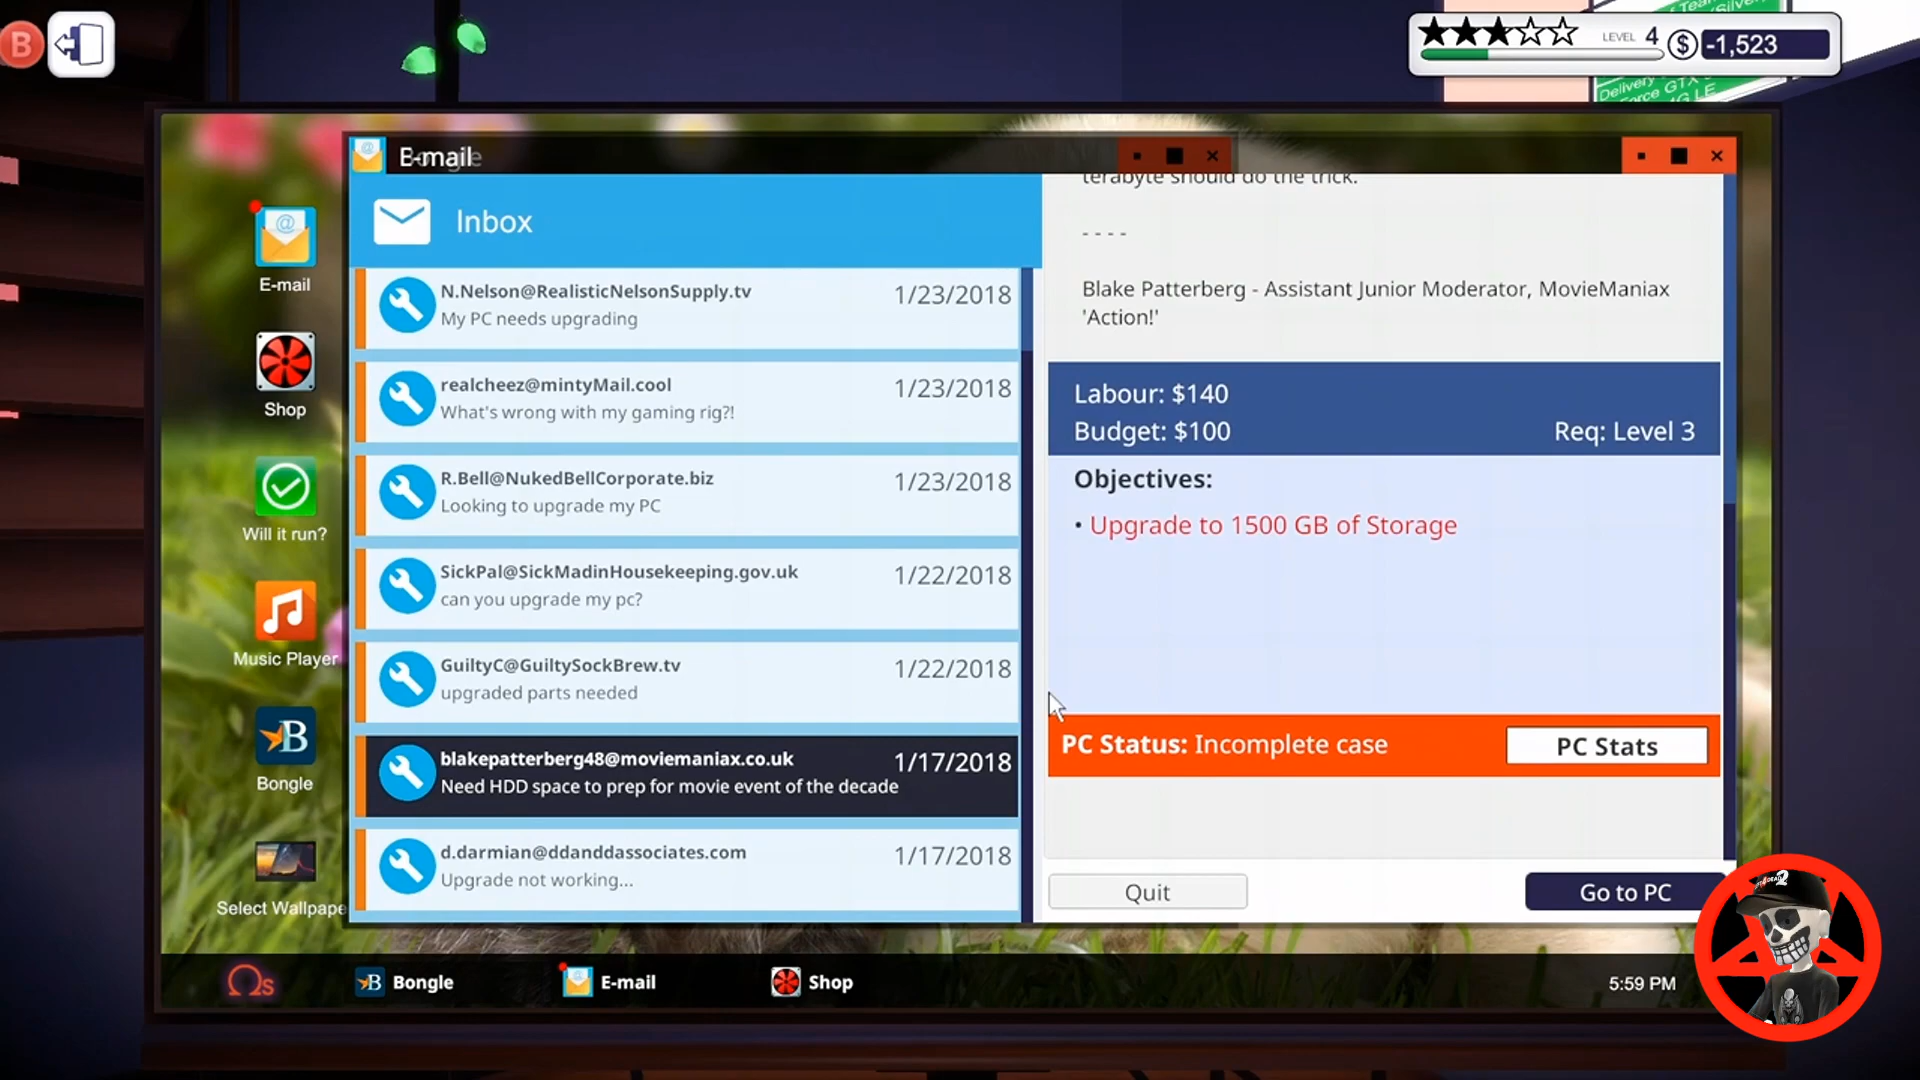 B
LEVEL 4
-1,523
E-mail
Inbox
N.Nelson@RealisticNelsonSupply.tv
1/23/2018
My PC needs upgrading
realcheez@mintyMail.cool
1/23/2018
What's wrong with my gaming rig?!
R.Bell@NukedBellCorporate.biz
1/23/2018
Looking to upgrade my PC
SickPal@SickMadinHousekeeping.gov.uk
1/22/2018
can you upgrade my pc?
GuiltyC@GuiltySockBrew.tv
1/22/2018
upgraded parts needed
blakepatterberg48@moviemaniax.co.uk
1/17/2018
Need HDD space to prep for movie event of the decade
d.darmian@ddanddassociates.com
1/17/2018
Upgrade not working...
terabyte should do the trick.
- - - -
Blake Patterberg - Assistant Junior Moderator, MovieManiax
'Action!'
Labour: $140
Budget: $100
Req: Level 3
Objectives:
• Upgrade to 1500 GB of Storage
PC Status: Incomplete case
PC Stats
Quit
Go to PC
E-mail
Shop
Will it run?
Music Player
Bongle
Select Wallpape
Bongle
E-mail
Shop
5:59 PM
Delivery